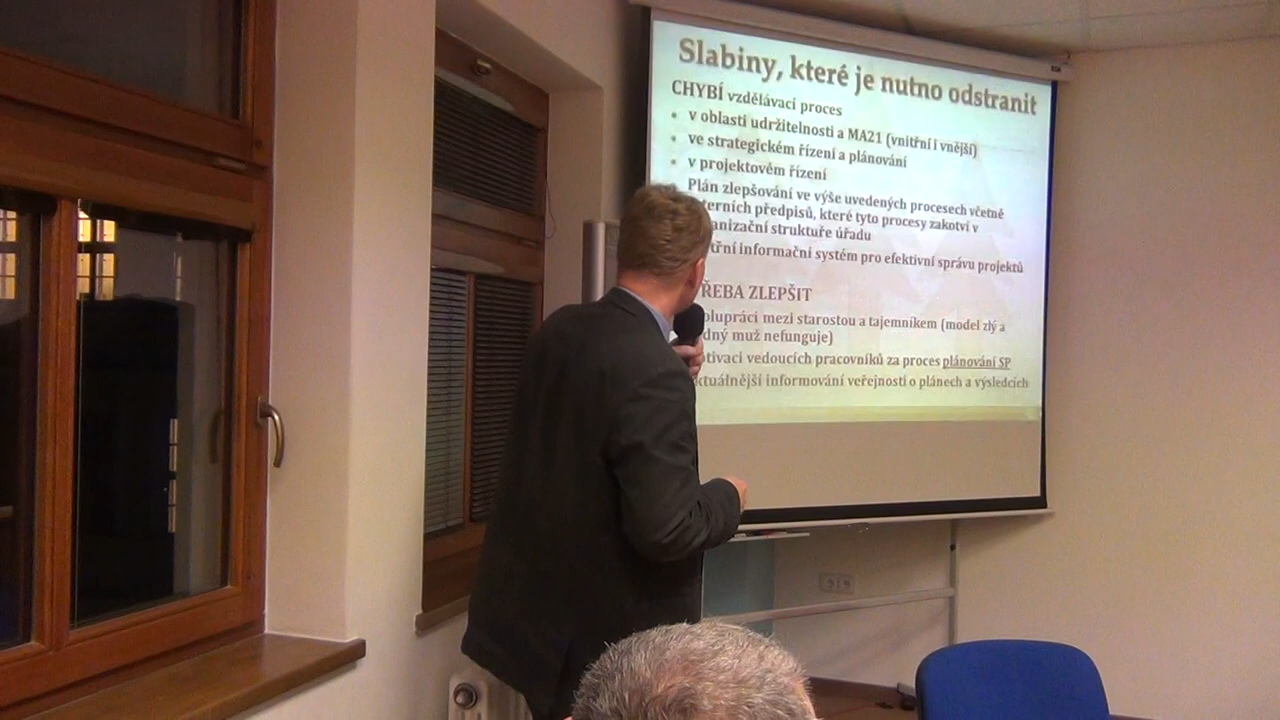 Slabiny, které je nutno odstranit
CHYBÍ vzdělávací proces
• v oblasti udržitelnosti a MA21 (vnitřní i vnější)
• ve strategickém řízení a plánování
• v projektovém řízení
Plán zlepšování ve výše uvedených procesech včetně
předpisů, které tyto procesy zakotví v
struktuře úřadu
informační systém pro efektivní správu projektů
ZLEPŠIT
mezi starostou a tajemníkem (model zlý a
muž nefunguje)
vedoucích pracovníků za proces plánování SP
informování veřejnosti o plánech a výsledcích